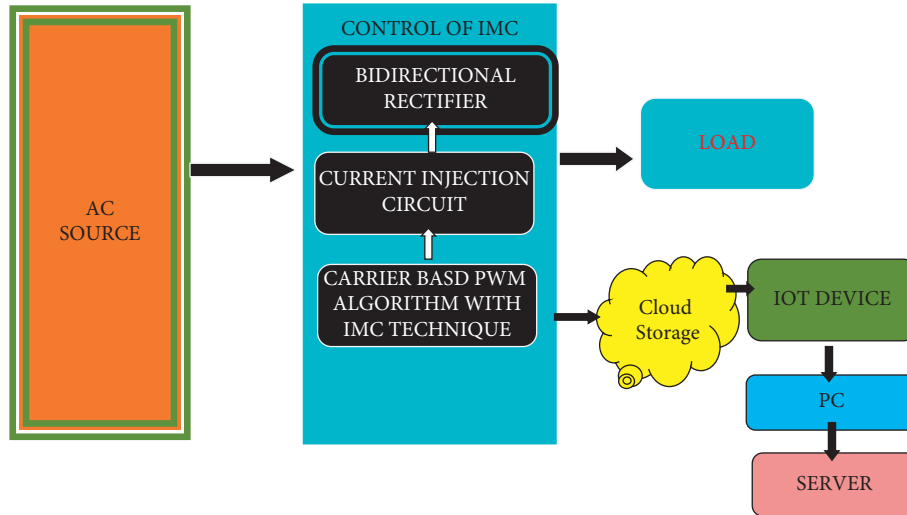 AC
SOURCE
CONTROL OF IMC
BIDIRECTIONAL
RECTIFIER
CURRENT INJECTION
CIRCUIT
CARRIER BASD PWM
ALGORITHM WITH
IMC TECHNIQUE
LOAD
Cloud
Storage
IOT DEVICE
PC
SERVER